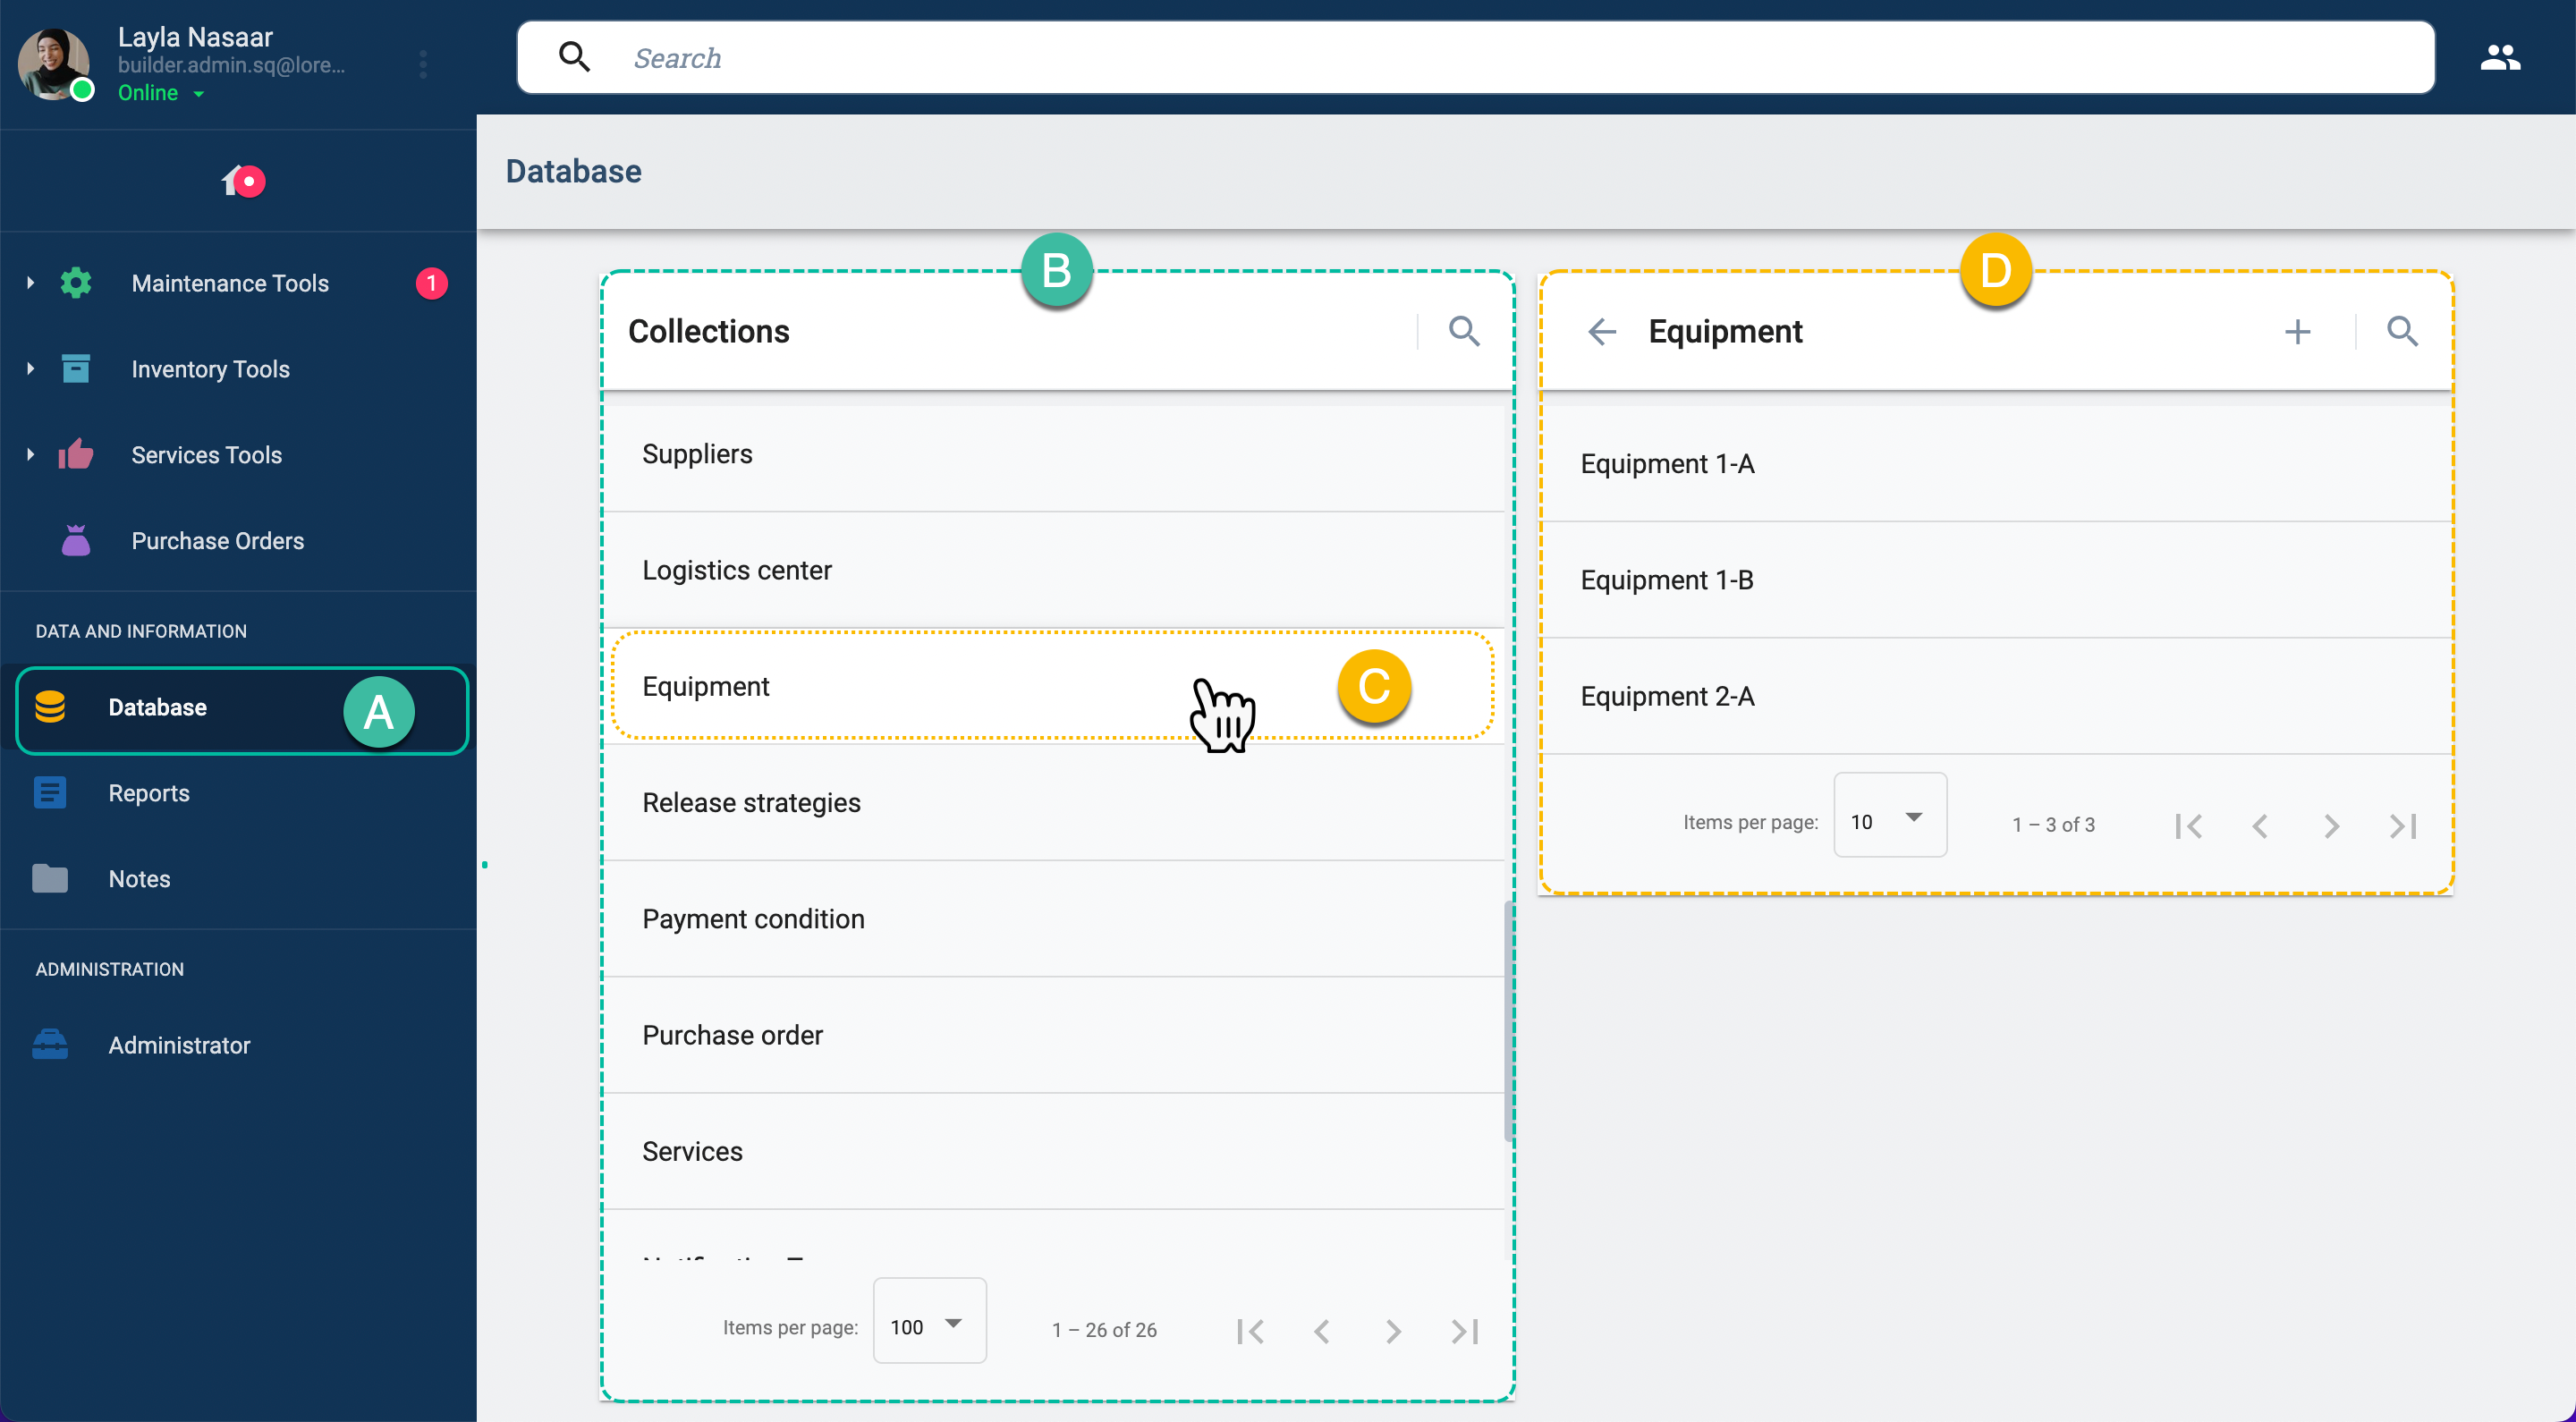 Layla Nasaar
builder.admin.sq@lore...
Online
Search
Database
Maintenance Tools 1
Inventory Tools
Services Tools
Purchase Orders
DATA AND INFORMATION
Database A
Reports
Notes
ADMINISTRATION
Administrator
B
Collections
Suppliers
Logistics center
Equipment C
Release strategies
Payment condition
Purchase order
Services
Items per page: 100 1 – 26 of 26
D
Equipment
Equipment 1-A
Equipment 1-B
Equipment 2-A
Items per page: 10 1 – 3 of 3